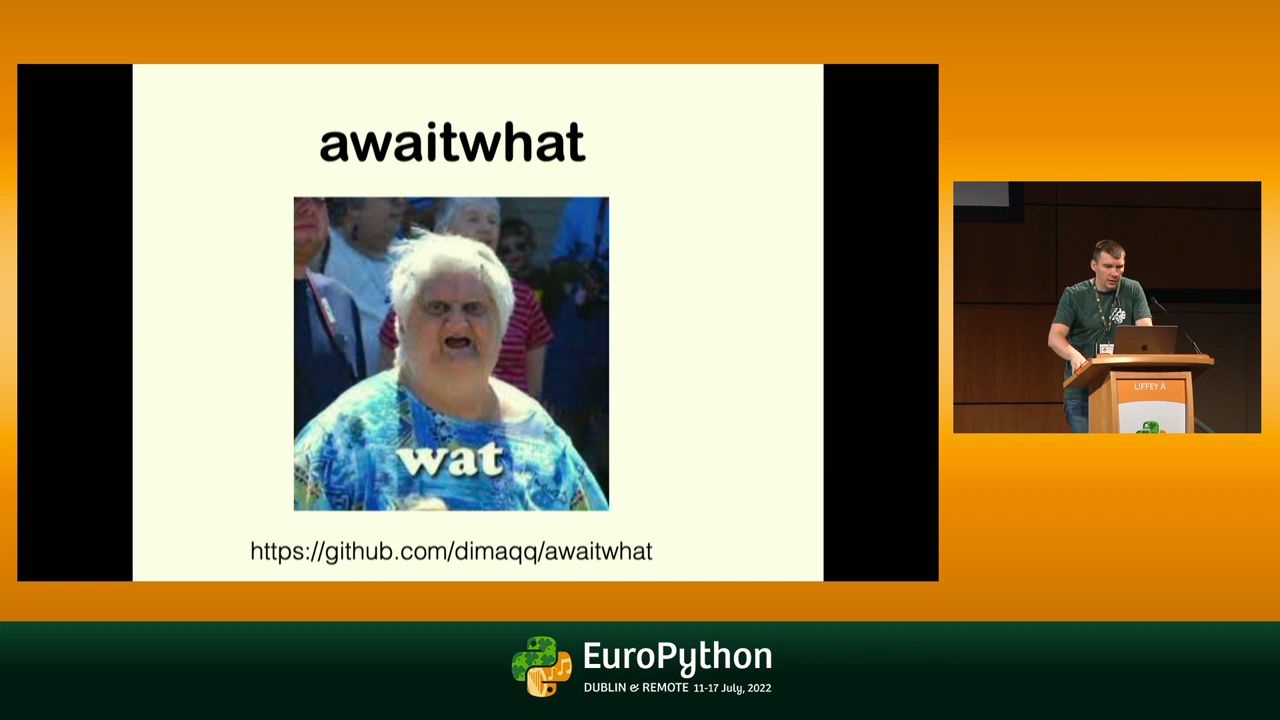 awaitwhat
wat
https://github.com/dimaqq/awaitwhat
LIFFEY A
EuroPython
DUBLIN & REMOTE 11-17 July, 2022